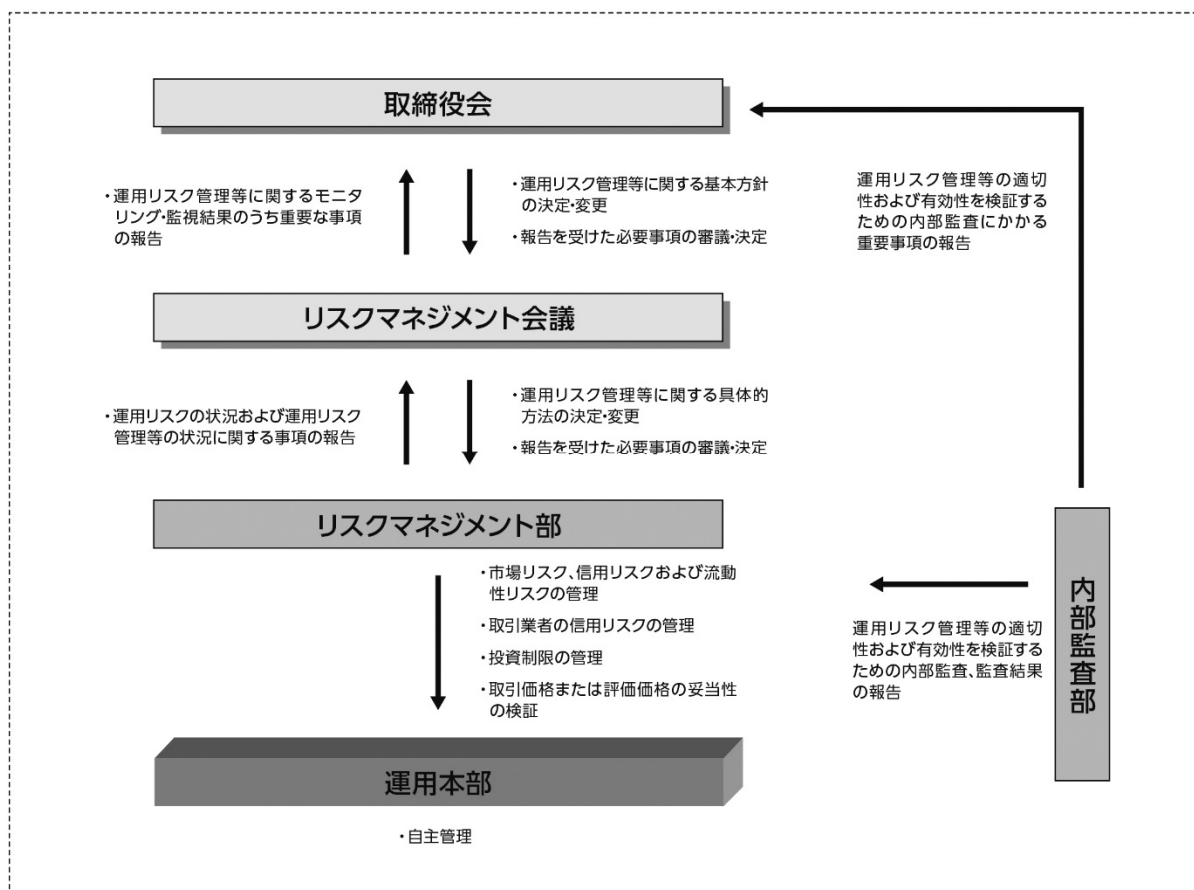 取締役会
・運用リスク管理等に関するモニタ
リング・監視結果のうち重要な事項
の報告
・運用リスク管理等に関する基本方針
の決定・変更
・報告を受けた必要事項の審議・決定
運用リスク管理等の適切
性および有効性を検証す
るための内部監査にかかる
重要事項の報告
リスクマネジメント会議
・運用リスクの状況および運用リスク
管理等の状況に関する事項の報告
・運用リスク管理等に関する具体的
方法の決定・変更
・報告を受けた必要事項の審議・決定
リスクマネジメント部
・市場リスク、信用リスクおよび流動
性リスクの管理
・取引業者の信用リスクの管理
・投資制限の管理
・取引価格または評価価格の妥当性
の検証
運用リスク管理等の適切
性および有効性を検証する
ための内部監査、監査結果
の報告
内部監査部
運用本部
・自主管理